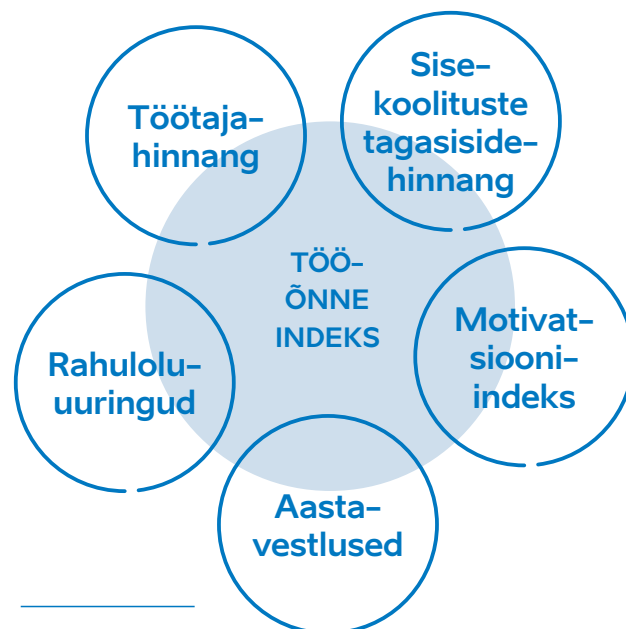 Töötaja-
hinnang
Sise-
koolituste
tagasiside-
hinnang
TÖÖ-
ÕNNE
INDEKS
Motivat-
siooni-
indeks
Rahulolu-
uuringud
Aasta-
vestlused